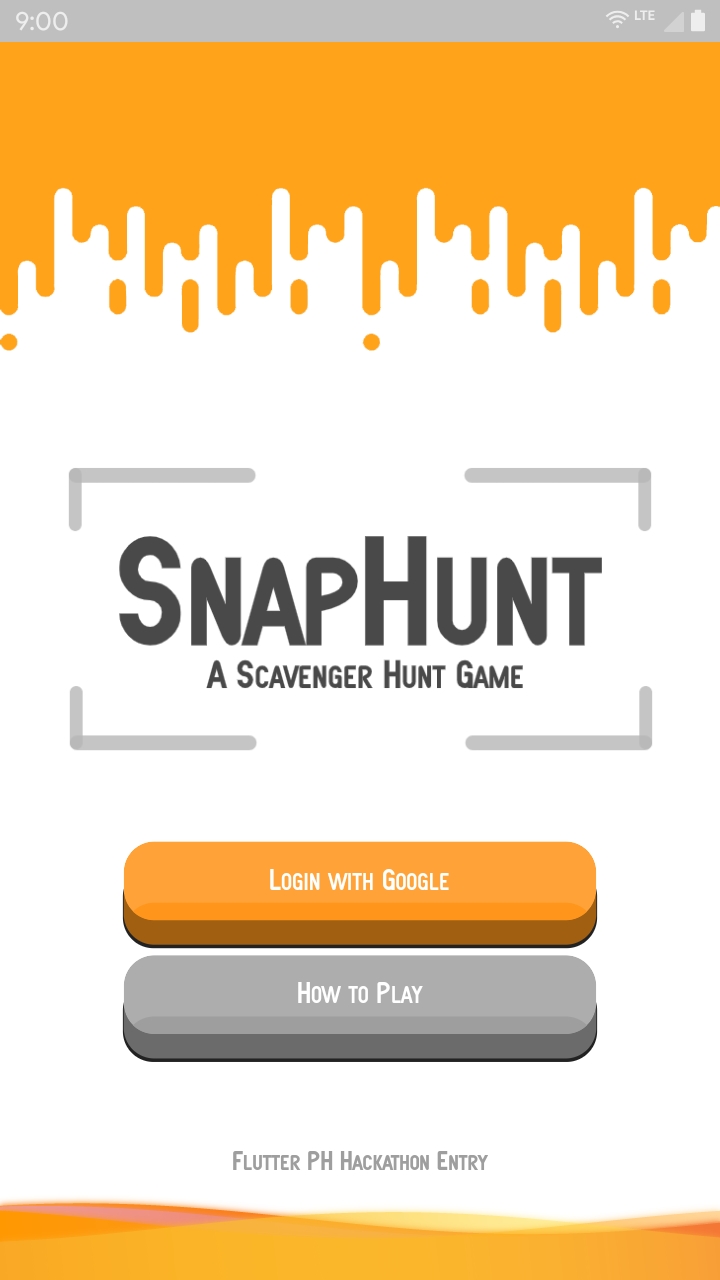 9:00
LTE
SnapHunt
A Scavenger Hunt Game
Login with Google
How to Play
Flutter PH Hackathon Entry